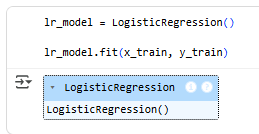 lr_model = LogisticRegression()
lr_model.fit(x_train, y_train)
LogisticRegression
LogisticRegression()